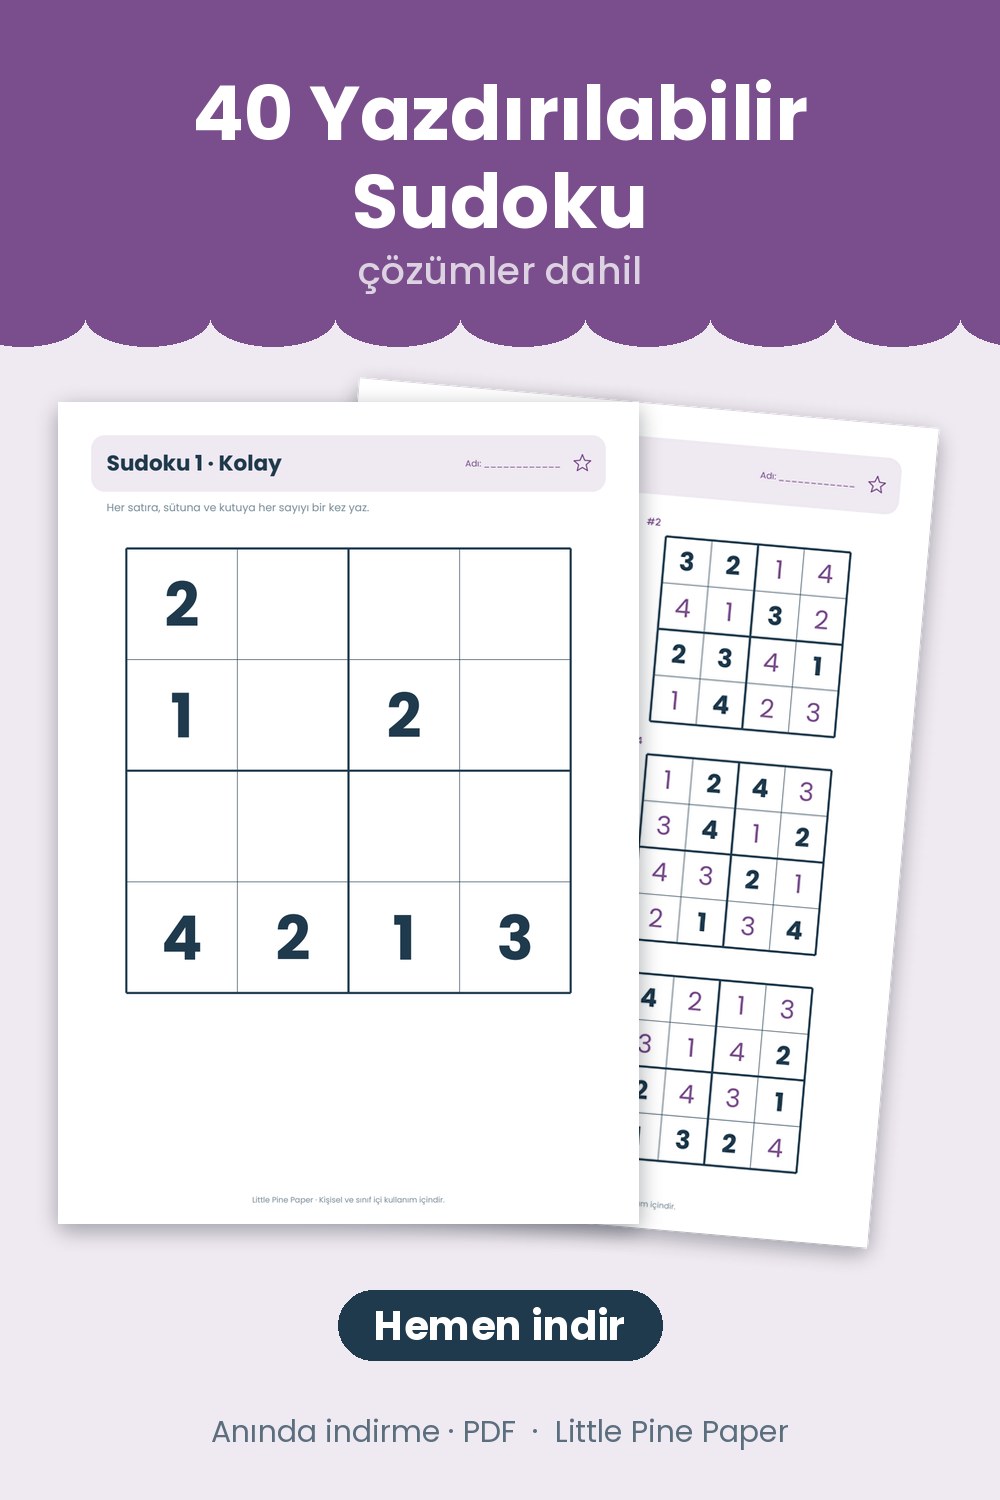 40 Yazdırılabilir
Sudoku
çözümler dahil
Sudoku 1 · Kolay
Adı: ____________
Her satıra, sütuna ve kutuya her sayıyı bir kez yaz.
2
1 2
4 2 1 3
Little Pine Paper · Kişisel ve sınıf içi kullanım içindir.
Adı: ____________
#2
3 2 1 4
4 1 3 2
2 3 4 1
1 4 2 3
1 2 4 3
3 4 1 2
4 3 2 1
2 1 3 4
4 2 1 3
3 1 4 2
2 4 3 1
3 2 4
içindir.
Hemen indir
Anında indirme · PDF · Little Pine Paper